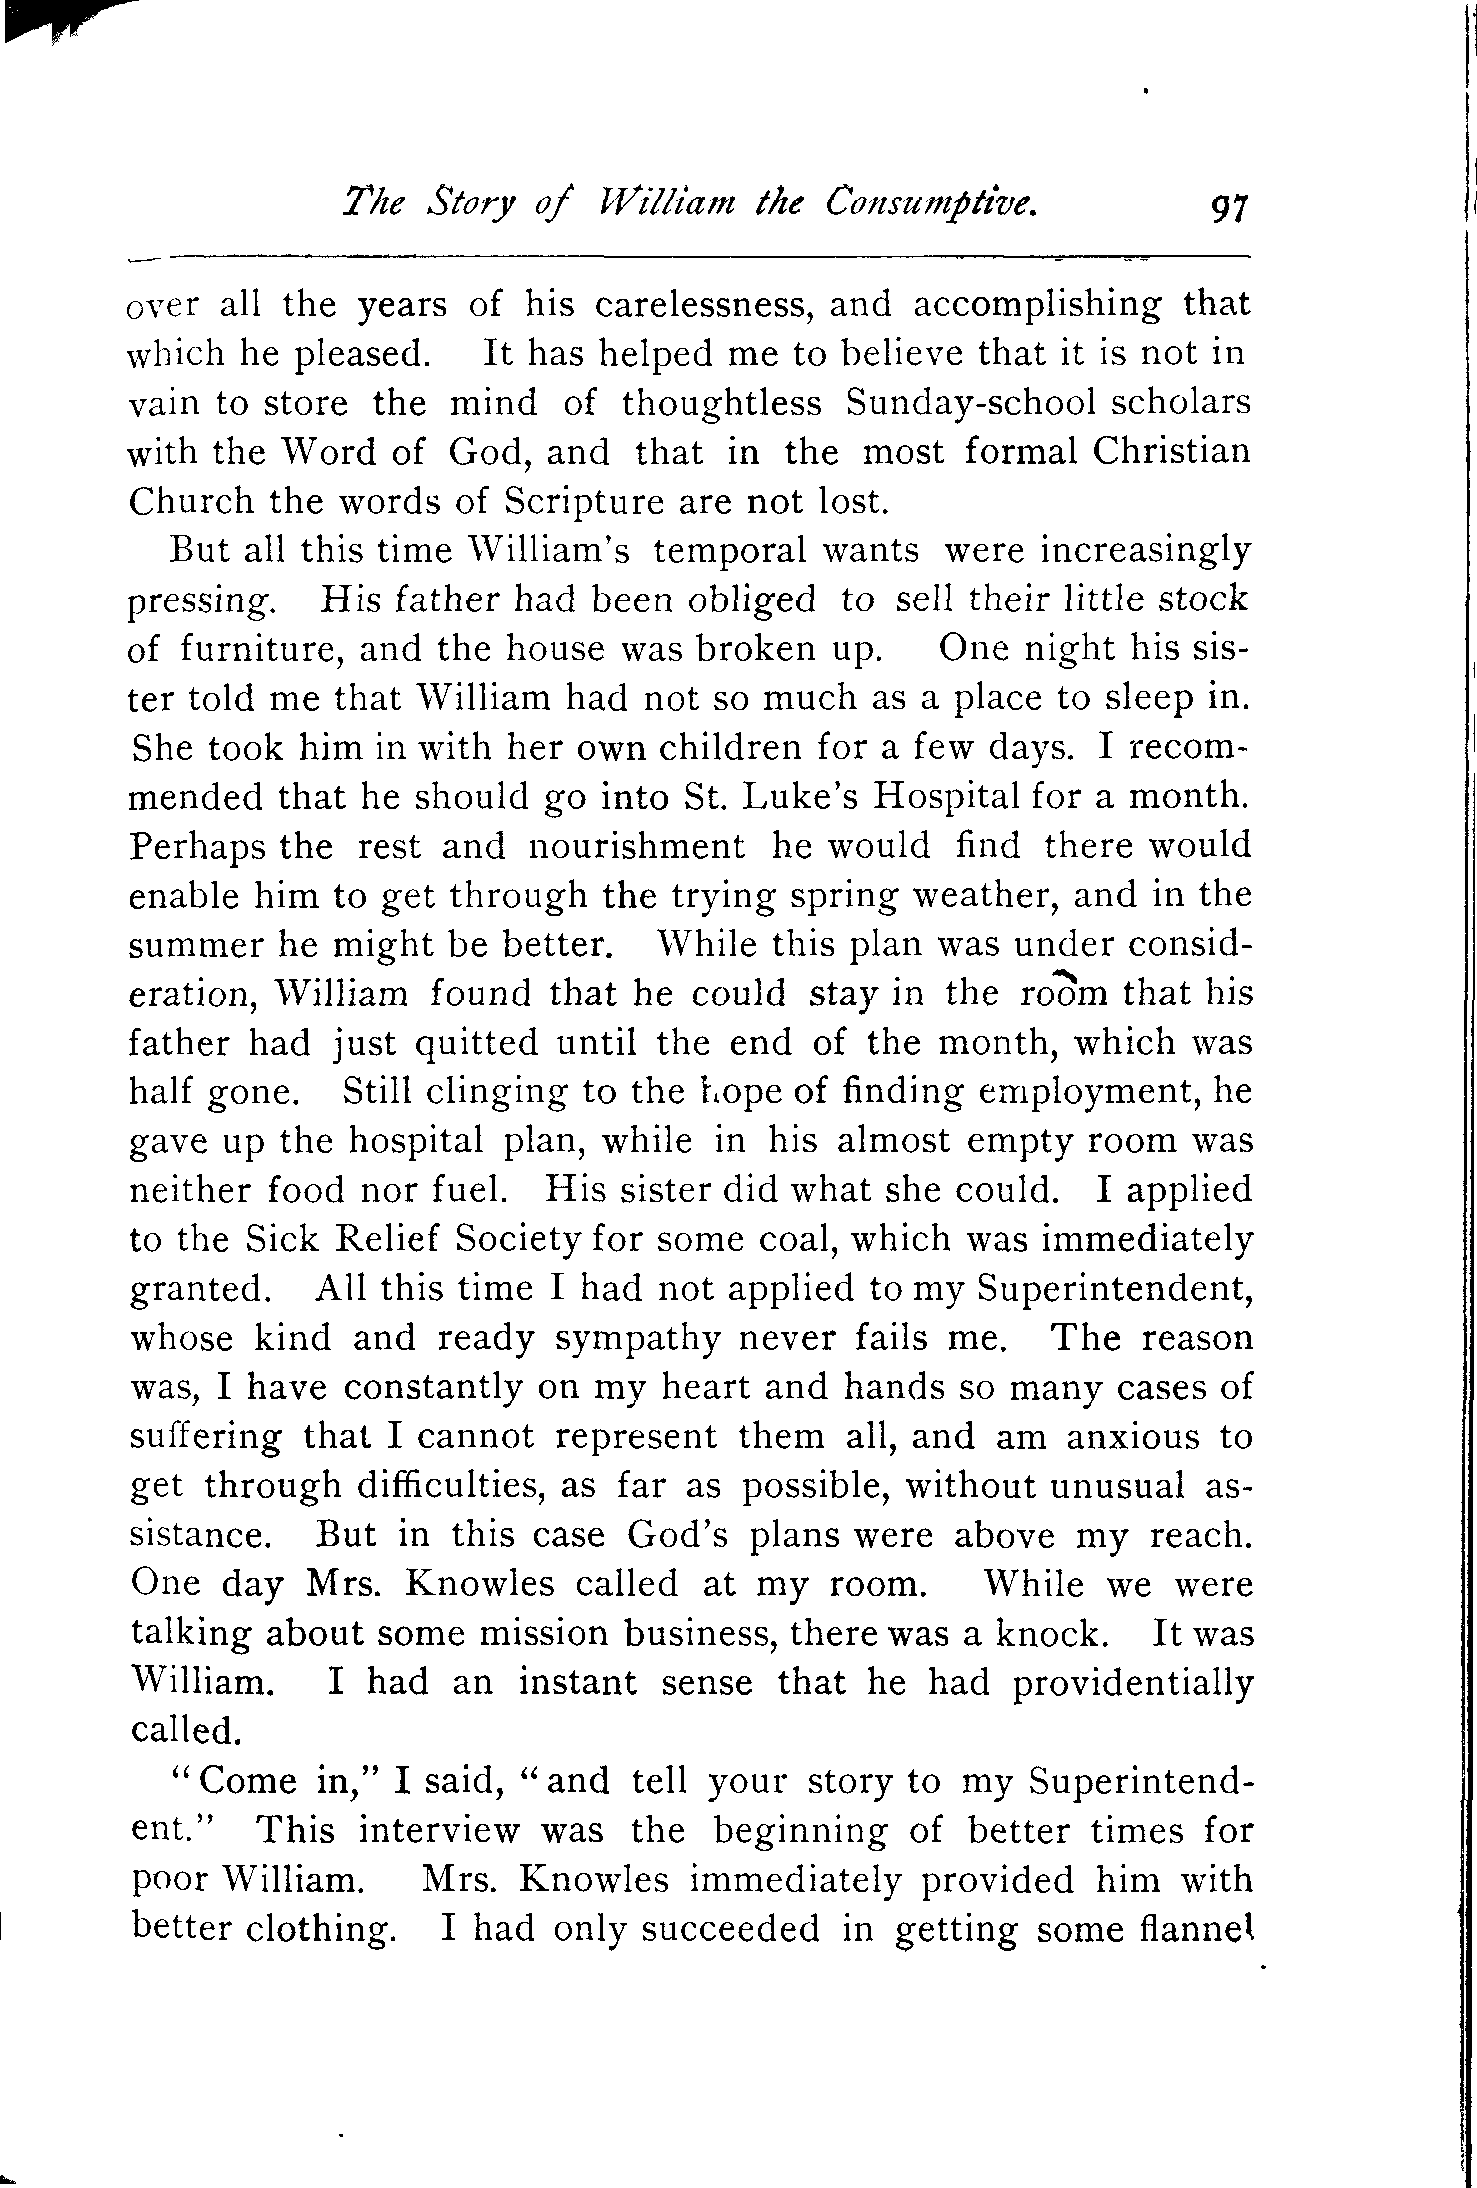 The Story of William the Consumptive. 97
over all the years of his carelessness, and accomplishing that
which he pleased. It has helped me to believe that it is not in
vain to store the mind of thoughtless Sunday-school scholars
with the Word of God, and that in the most formal Christian
Church the words of Scripture are not lost.
But all this time William's temporal wants were increasingly
pressing. His father had been obliged to sell their little stock
of furniture, and the house was broken up. One night his sis-
ter told me that William had not so much as a place to sleep in.
She took him in with her own children for a few days. I recom-
mended that he should go into St. Luke's Hospital for a month.
Perhaps the rest and nourishment he would find there would
enable him to get through the trying spring weather, and in the
summer he might be better. While this plan was under consid-
eration, William found that he could stay in the room that his
father had just quitted until the end of the month, which was
half gone. Still clinging to the hope of finding employment, he
gave up the hospital plan, while in his almost empty room was
neither food nor fuel. His sister did what she could. I applied
to the Sick Relief Society for some coal, which was immediately
granted. All this time I had not applied to my Superintendent,
whose kind and ready sympathy never fails me. The reason
was, I have constantly on my heart and hands so many cases of
suffering that I cannot represent them all, and am anxious to
get through difficulties, as far as possible, without unusual as-
sistance. But in this case God's plans were above my reach.
One day Mrs. Knowles called at my room. While we were
talking about some mission business, there was a knock. It was
William. I had an instant sense that he had providentially
called.
"Come in," I said, "and tell your story to my Superintend-
ent." This interview was the beginning of better times for
poor William. Mrs. Knowles immediately provided him with
better clothing. I had only succeeded in getting some flannel